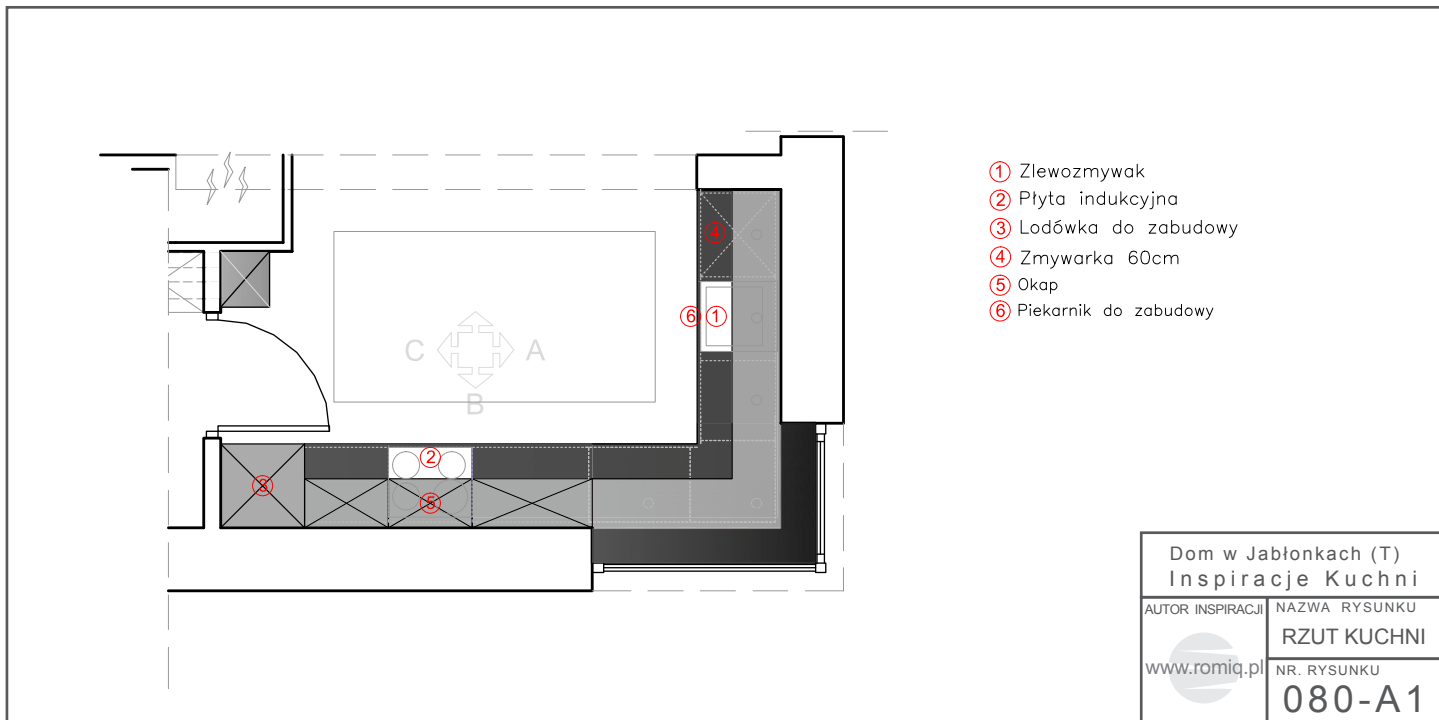 ① Zlewozmywak
② Płyta indukcyjna
③ Lodówka do zabudowy
④ Zmywarka 60cm
⑤ Okap
⑥ Piekarnik do zabudowy
4
6 1
C A
B
2
3
5
Dom w Jabłonkach (T)
Inspiracje Kuchni
AUTOR INSPIRACJI
www.romiq.pl
NAZWA RYSUNKU
RZUT KUCHNI
NR. RYSUNKU
080-A1